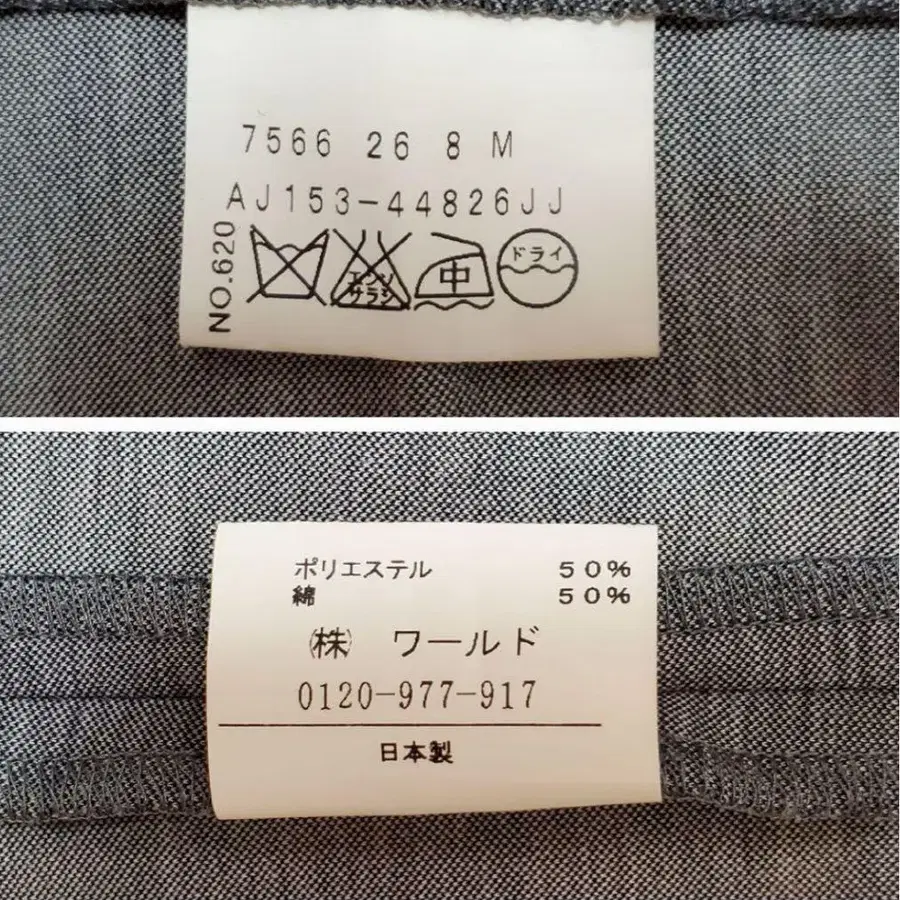 7566 26 8 M
AJ153-44826JJ
NO.620
エンソ
サラシ
中
ドライ
ポリエステル 50%
綿 50%
㈱ ワールド
0120-977-917
日本製